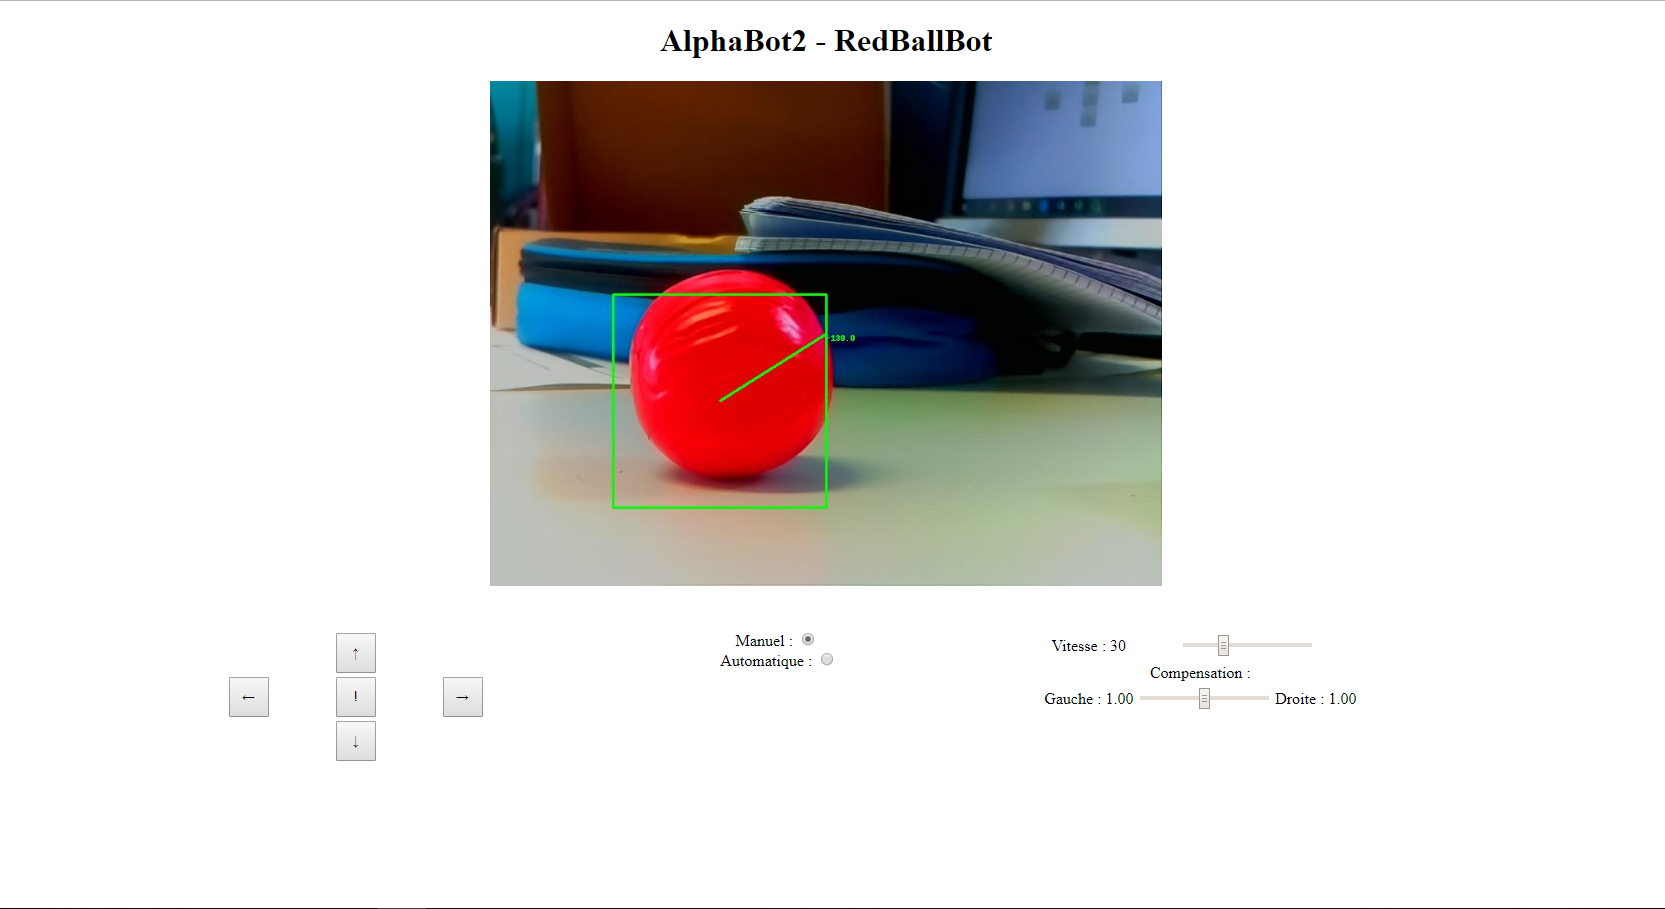 AlphaBot2 - RedBallBot
130.0
↑
Manuel :
Automatique :
Vitesse : 30
Compensation :
← ! →
Gauche : 1.00 Droite : 1.00
↓